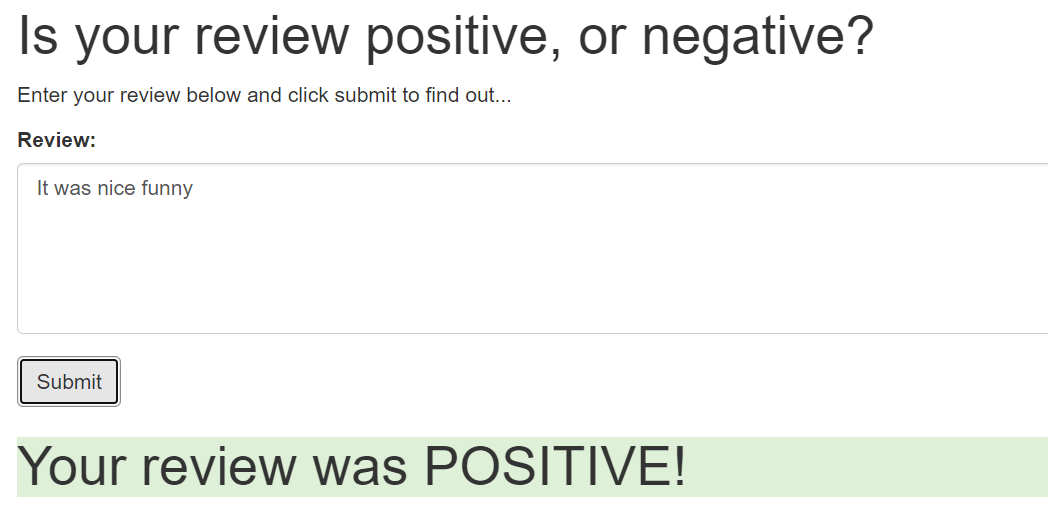 Is your review positive, or negative?
Enter your review below and click submit to find out...
Review:
It was nice funny
Submit
Your review was POSITIVE!